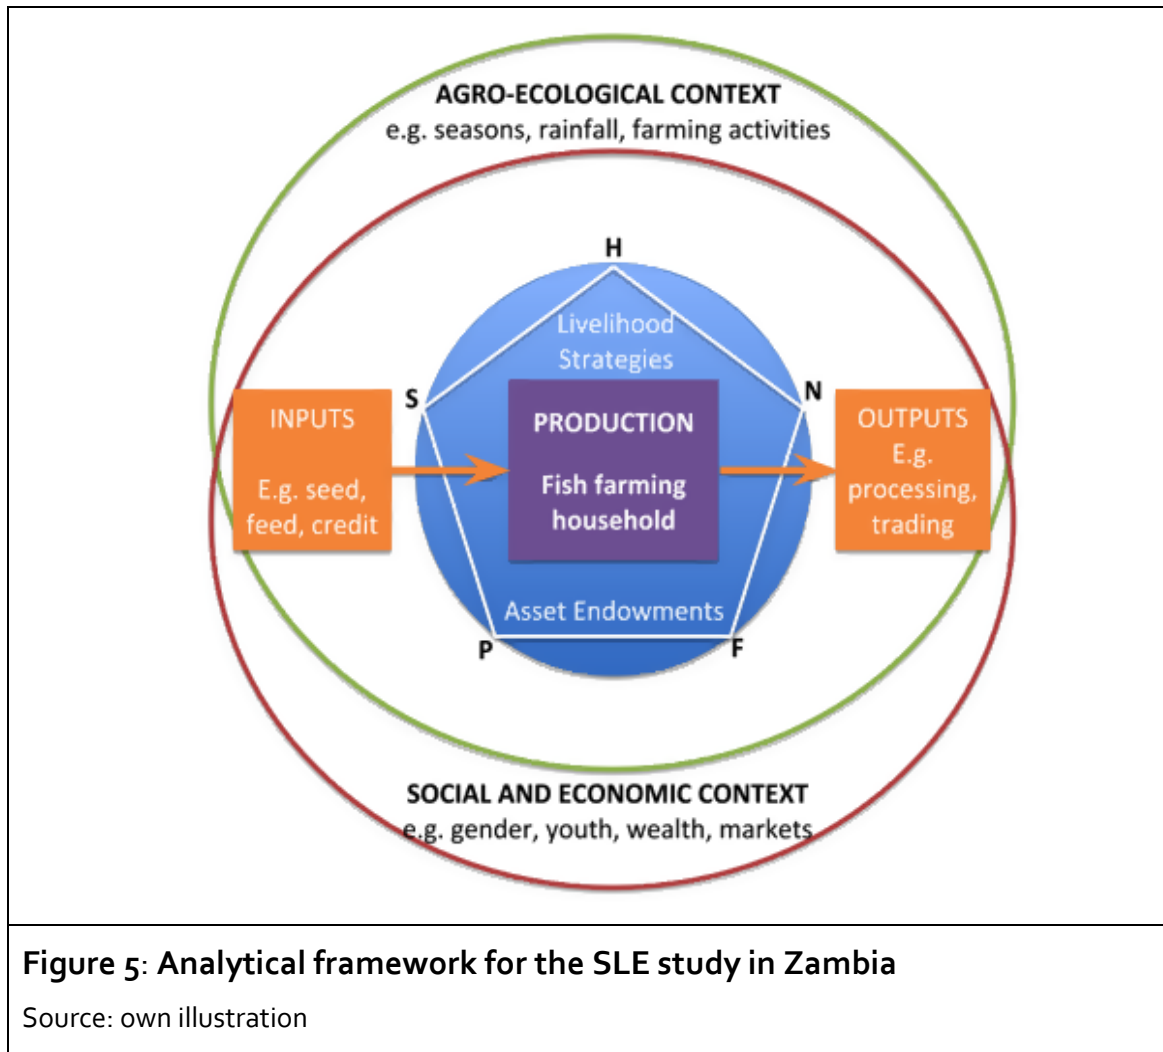 AGRO-ECOLOGICAL CONTEXT
e.g. seasons, rainfall, farming activities
H
Livelihood
Strategies
S
N
INPUTS
E.g. seed,
feed, credit
PRODUCTION
Fish farming
household
OUTPUTS
E.g.
processing,
trading
Asset Endowments
P
F
SOCIAL AND ECONOMIC CONTEXT
e.g. gender, youth, wealth, markets
Figure 5: Analytical framework for the SLE study in Zambia
Source: own illustration